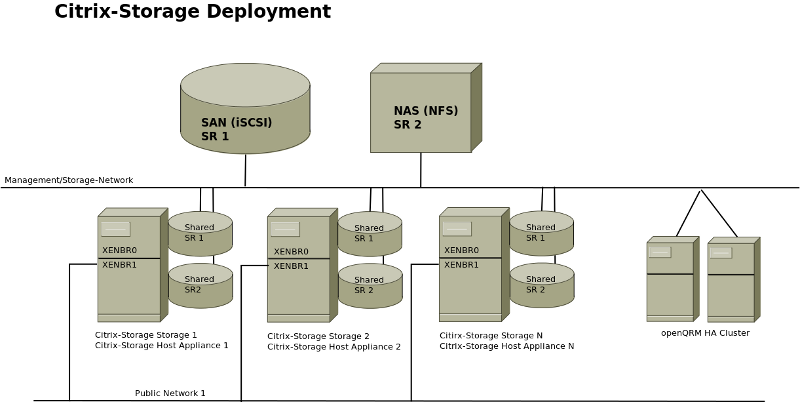 Citrix-Storage Deployment
SAN (iSCSI)
SR 1
NAS (NFS)
SR 2
Management/Storage-Network
XENBR0
XENBR1
Shared
SR 1
Shared
SR2
XENBR0
XENBR1
Shared
SR 1
Shared
SR 2
XENBR0
XENBR1
Shared
SR 1
Shared
SR 2
Citrix-Storage Storage 1
Citrix-Storage Host Appliance 1
Citrix-Storage Storage 2
Citrix-Storage Host Appliance 2
Citirx-Storage Storage N
Citrix-Storage Host Appliance N
openQRM HA Cluster
Public Network 1